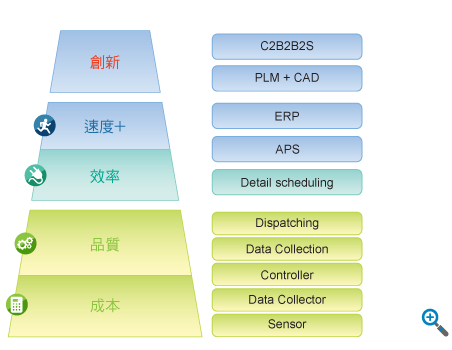 創新
C2B2B2S
PLM + CAD
速度＋
ERP
APS
效率
Detail scheduling
品質
Dispatching
Data Collection
Controller
成本
Data Collector
Sensor